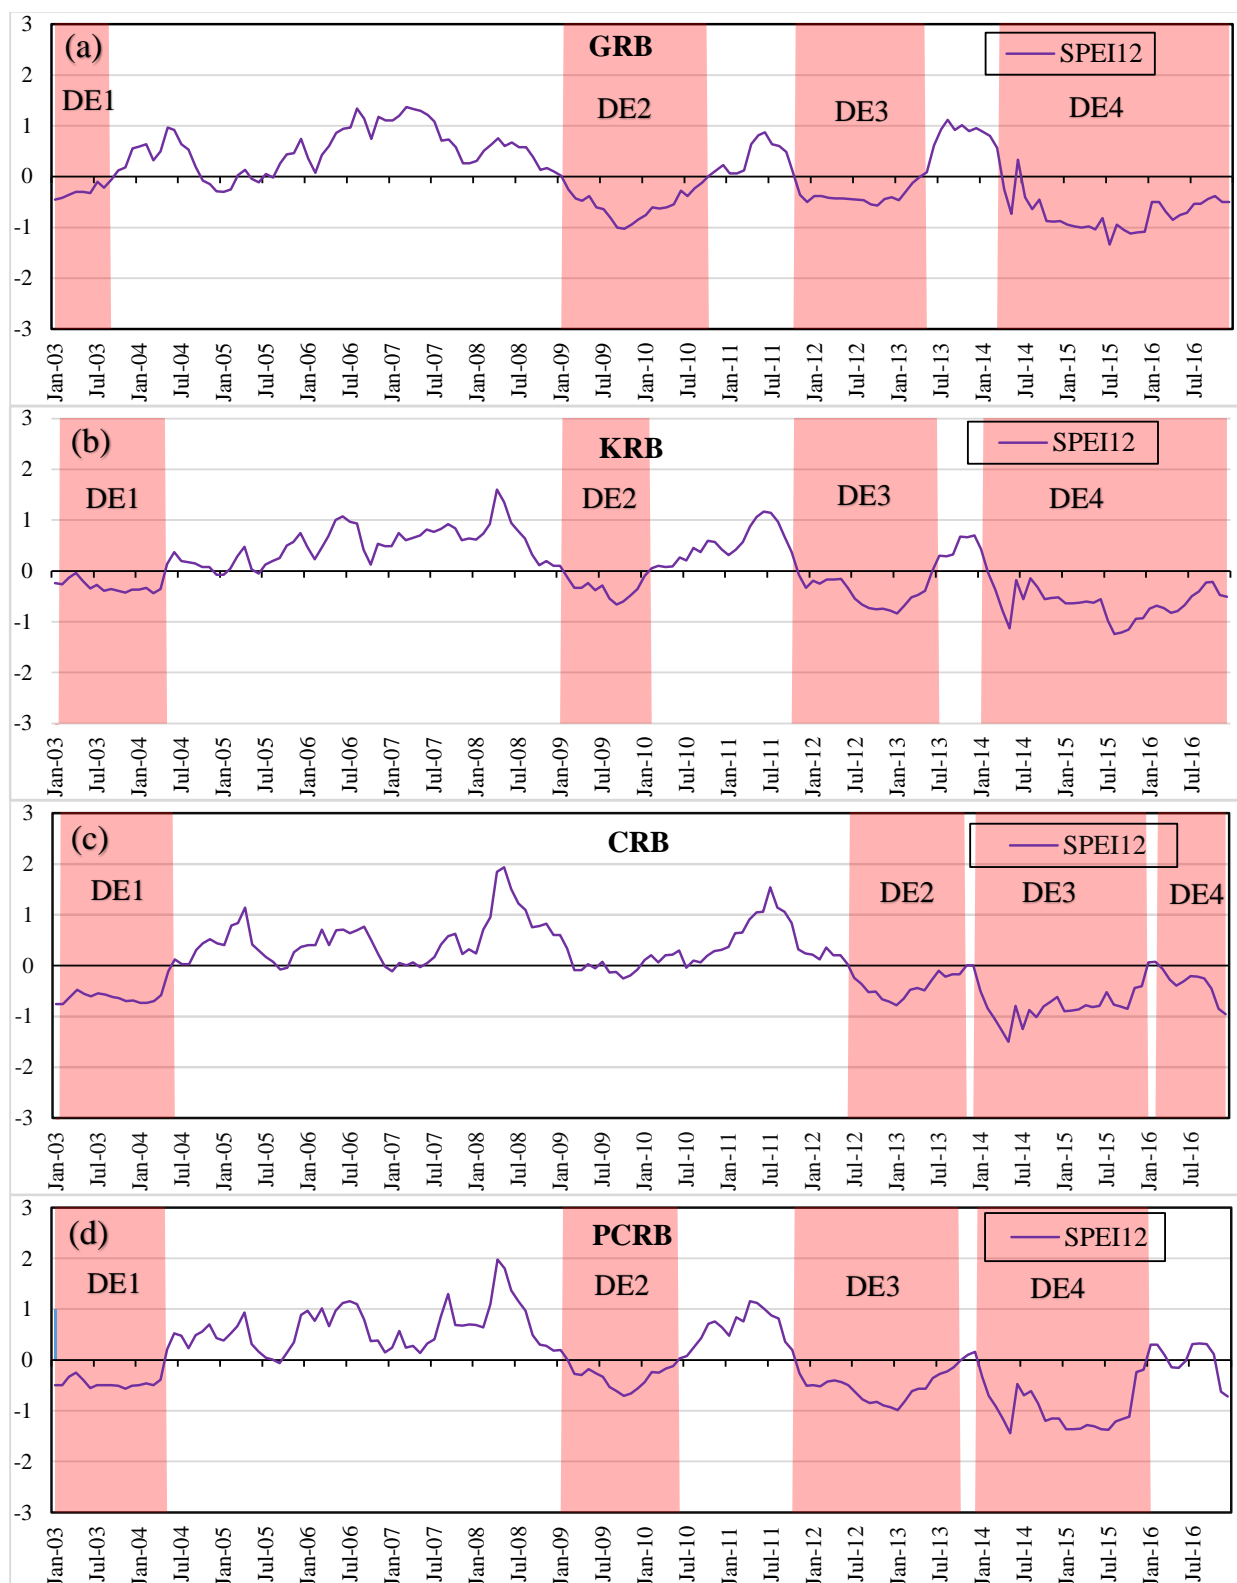 3
(a)
GRB
SPEI12
2
DE1
DE2
DE3
DE4
1
0
-1
-2
-3
Jan-03
Jul-03
Jan-04
Jul-04
Jan-05
Jul-05
Jan-06
Jul-06
Jan-07
Jul-07
Jan-08
Jul-08
Jan-09
Jul-09
Jan-10
Jul-10
Jan-11
Jul-11
Jan-12
Jul-12
Jan-13
Jul-13
Jan-14
Jul-14
Jan-15
Jul-15
Jan-16
Jul-16
3
(b)
KRB
SPEI12
2
DE1
DE2
DE3
DE4
1
0
-1
-2
-3
Jan-03
Jul-03
Jan-04
Jul-04
Jan-05
Jul-05
Jan-06
Jul-06
Jan-07
Jul-07
Jan-08
Jul-08
Jan-09
Jul-09
Jan-10
Jul-10
Jan-11
Jul-11
Jan-12
Jul-12
Jan-13
Jul-13
Jan-14
Jul-14
Jan-15
Jul-15
Jan-16
Jul-16
3
(c)
CRB
SPEI12
2
DE1
DE2
DE3
DE4
1
0
-1
-2
-3
Jan-03
Jul-03
Jan-04
Jul-04
Jan-05
Jul-05
Jan-06
Jul-06
Jan-07
Jul-07
Jan-08
Jul-08
Jan-09
Jul-09
Jan-10
Jul-10
Jan-11
Jul-11
Jan-12
Jul-12
Jan-13
Jul-13
Jan-14
Jul-14
Jan-15
Jul-15
Jan-16
Jul-16
3
(d)
PCRB
SPEI12
2
DE1
DE2
DE3
DE4
1
0
-1
-2
-3
Jan-03
Jul-03
Jan-04
Jul-04
Jan-05
Jul-05
Jan-06
Jul-06
Jan-07
Jul-07
Jan-08
Jul-08
Jan-09
Jul-09
Jan-10
Jul-10
Jan-11
Jul-11
Jan-12
Jul-12
Jan-13
Jul-13
Jan-14
Jul-14
Jan-15
Jul-15
Jan-16
Jul-16